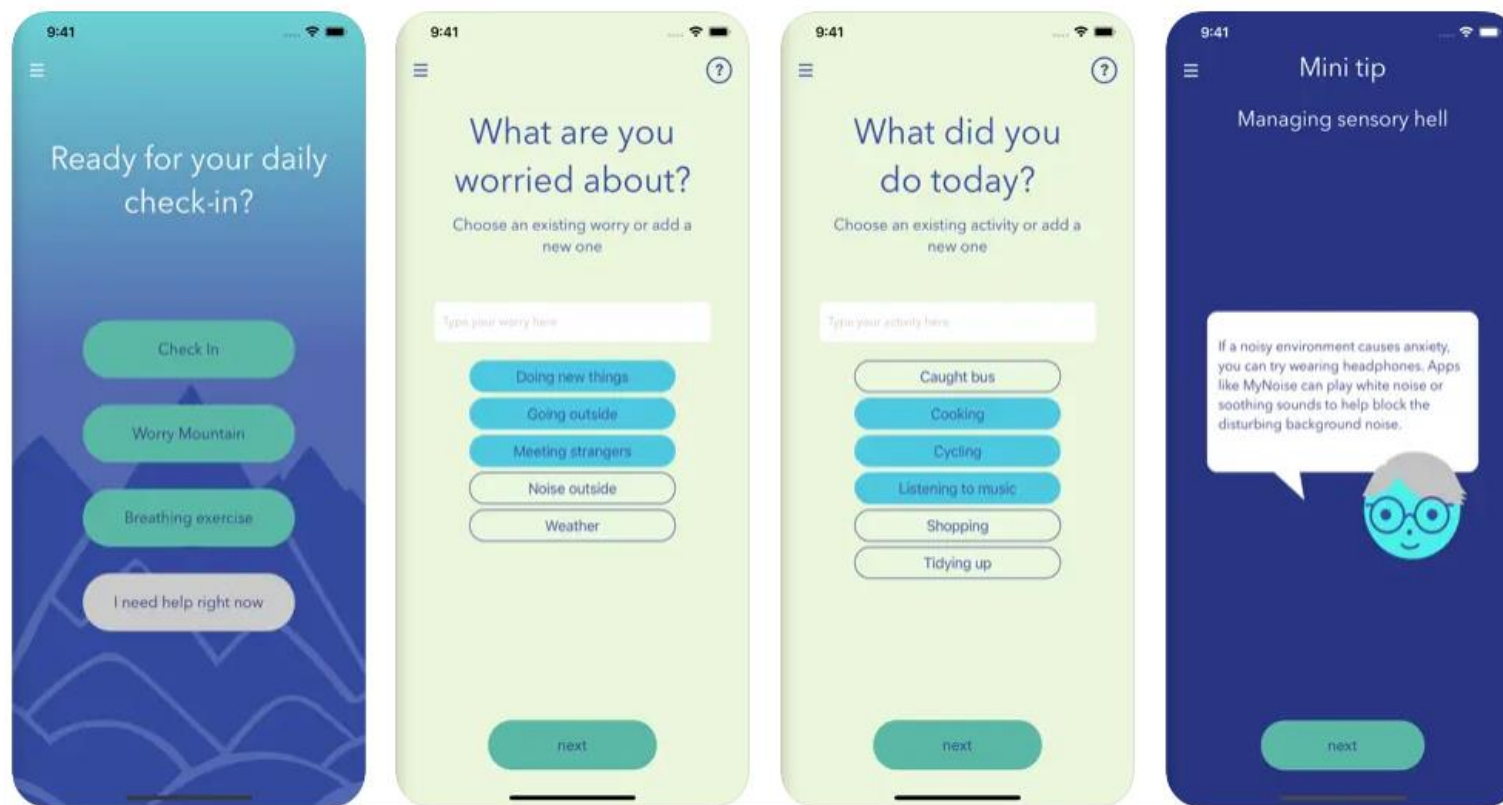 9:41
Ready for your daily
check-in?
Check In
Worry Mountain
Breathing exercise
I need help right now
9:41
?
What are you
worried about?
Choose an existing worry or add a
new one
Type your worry here
Doing new things
Going outside
Meeting strangers
Noise outside
Weather
next
9:41
?
What did you
do today?
Choose an existing activity or add a
new one
Type your activity here
Caught bus
Cooking
Cycling
Listening to music
Shopping
Tidying up
next
9:41
Mini tip
Managing sensory hell
If a noisy environment causes anxiety,
you can try wearing headphones. Apps
like MyNoise can play white noise or
soothing sounds to help block the
disturbing background noise.
next